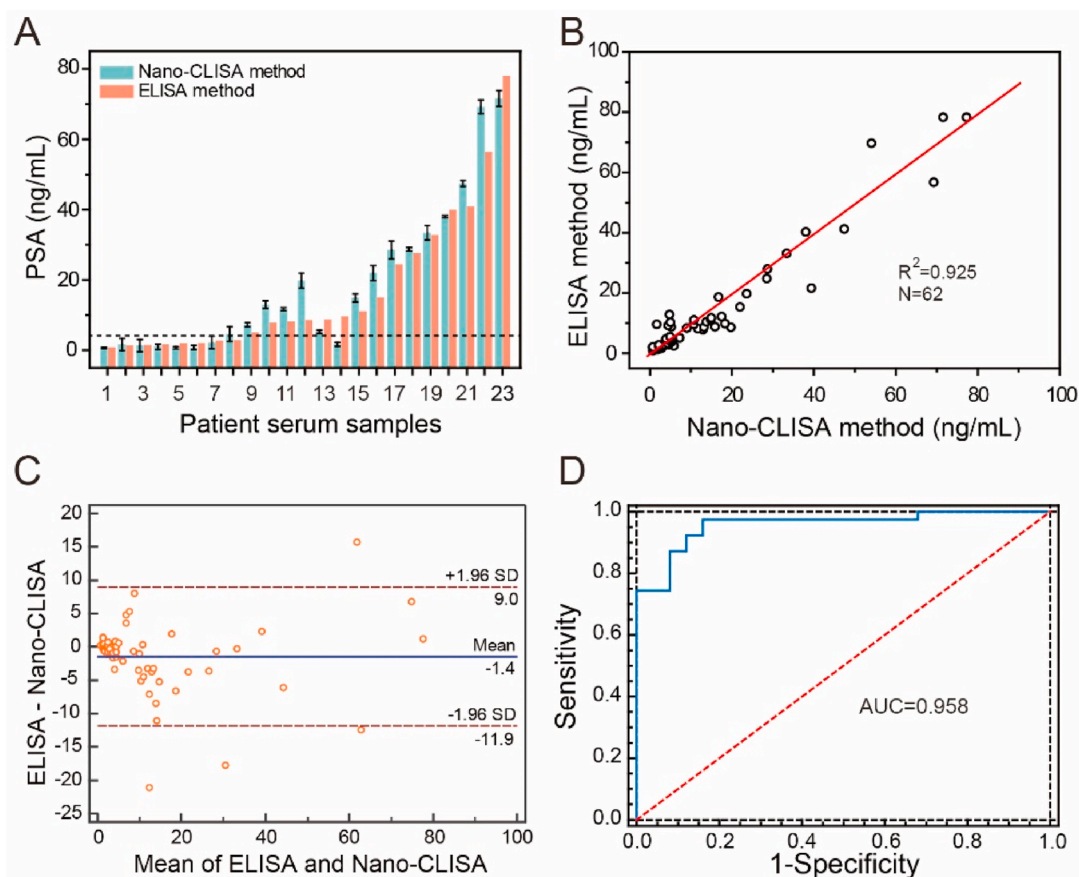 A
80
60
40
20
0
PSA (ng/mL)
Nano-CLISA method
ELISA method
1 3 5 7 9 11 13 15 17 19 21 23
Patient serum samples
B
100
80
60
40
20
0
ELISA method (ng/mL)
R²=0.925
N=62
0 20 40 60 80 100
Nano-CLISA method (ng/mL)
C
20
15
10
5
0
-5
-10
-15
-20
-25
ELISA - Nano-CLISA
+1.96 SD
9.0
Mean
-1.4
-1.96 SD
-11.9
0 20 40 60 80 100
Mean of ELISA and Nano-CLISA
D
1.0
0.8
0.6
0.4
0.2
0.0
Sensitivity
AUC=0.958
0.0 0.2 0.4 0.6 0.8 1.0
1-Specificity